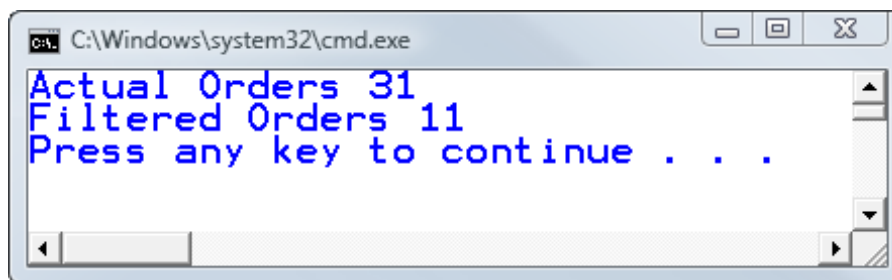 C:\Windows\system32\cmd.exe
Actual Orders 31
Filtered Orders 11
Press any key to continue . . .